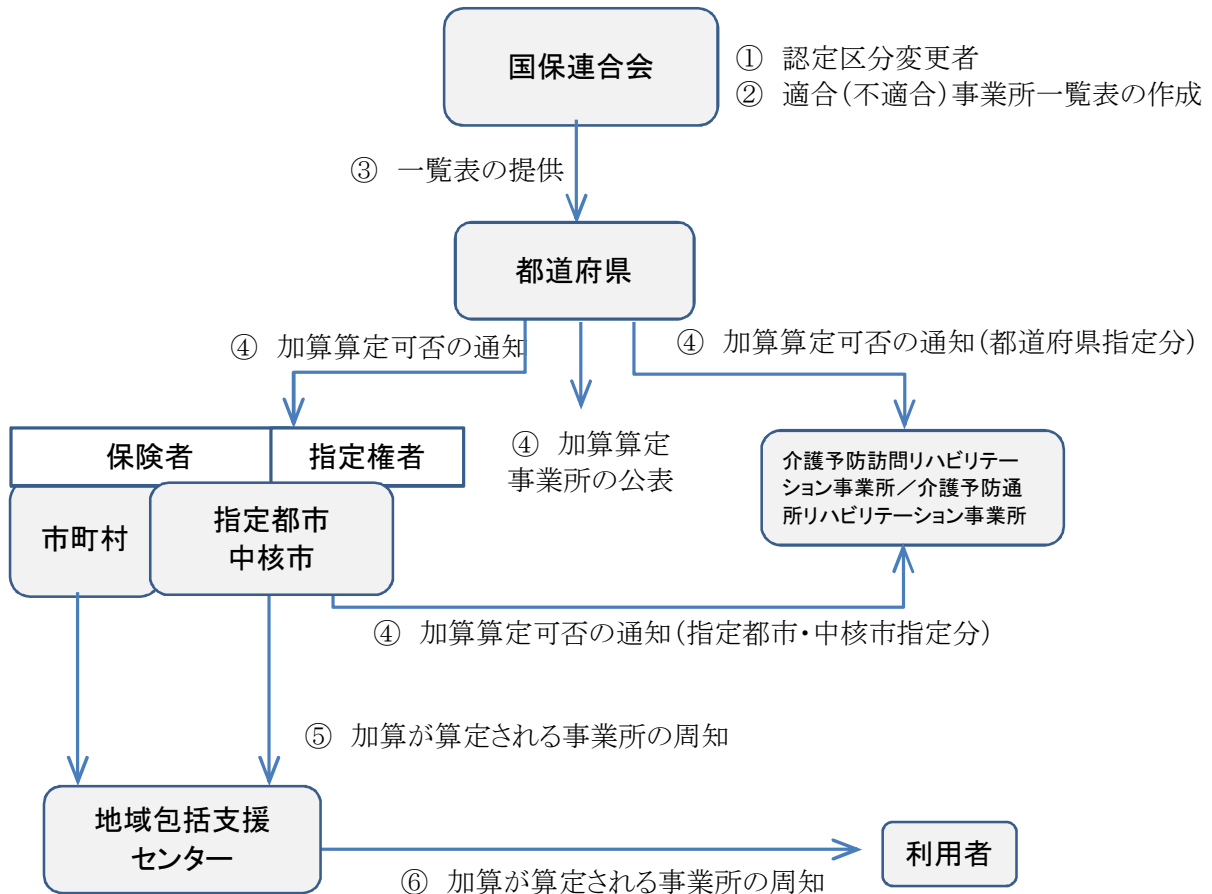 国保連合会
① 認定区分変更者
② 適合(不適合)事業所一覧表の作成
③ 一覧表の提供
都道府県
④ 加算算定可否の通知
④ 加算算定可否の通知(都道府県指定分)
保険者
指定権者
④ 加算算定
事業所の公表
介護予防訪問リハビリテー
ション事業所/介護予防通
所リハビリテーション事業所
市町村
指定都市
中核市
④ 加算算定可否の通知(指定都市・中核市指定分)
⑤ 加算が算定される事業所の周知
地域包括支援
センター
利用者
⑥ 加算が算定される事業所の周知